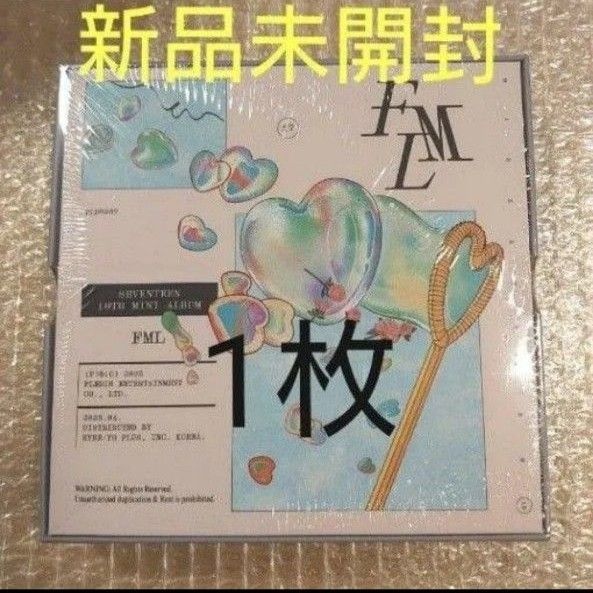 新品未開封
FML
SEVENTEEN
10TH MINI ALBUM
FML
1枚
(P)&(C) 2023
PLEDIS ENTERTAINMENT
CO., LTD.
2023.04.
DISTRIBUTED BY
YG PLUS, INC. KOREA.
WARNING: All Rights Reserved.
Unauthorized duplication & Rent is prohibited.